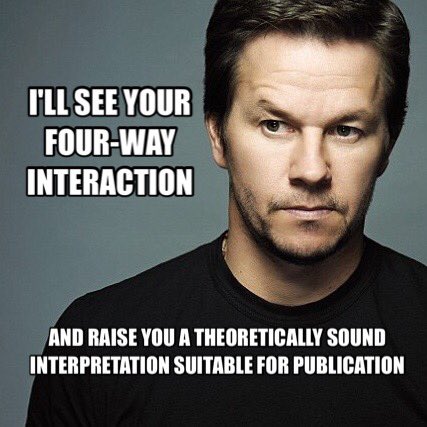 I'LL SEE YOUR
FOUR-WAY
INTERACTION
AND RAISE YOU A THEORETICALLY SOUND
INTERPRETATION SUITABLE FOR PUBLICATION